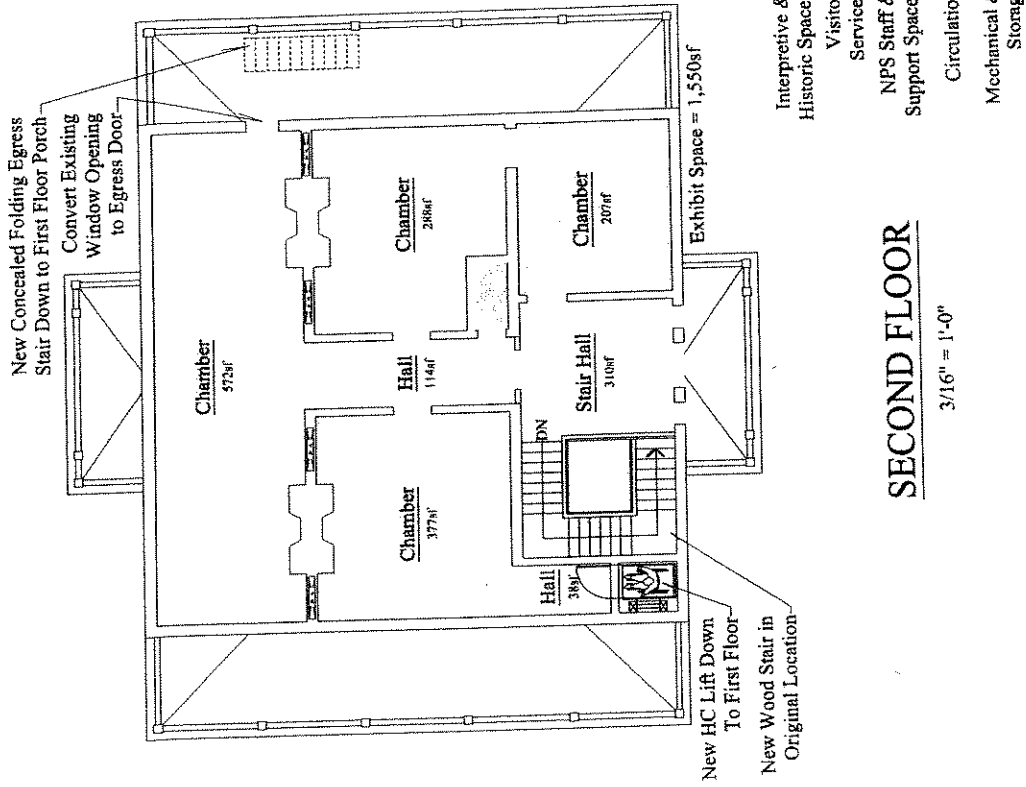 New Concealed Folding Egress
Stair Down to First Floor Porch
Convert Existing
Window Opening
to Egress Door
Chamber
572sf
Chamber
288sf
Chamber
207sf
Hall
114sf
Stair Hall
310sf
DN
Chamber
377sf
Hall
38sf
Exhibit Space = 1,550sf
New HC Lift Down
To First Floor
New Wood Stair in
Original Location
SECOND FLOOR
3/16" = 1'-0"
Interpretive &
Historic Space
Visito
Service
NPS Staff &
Support Space
Circulatio
Mechanical &
Storag